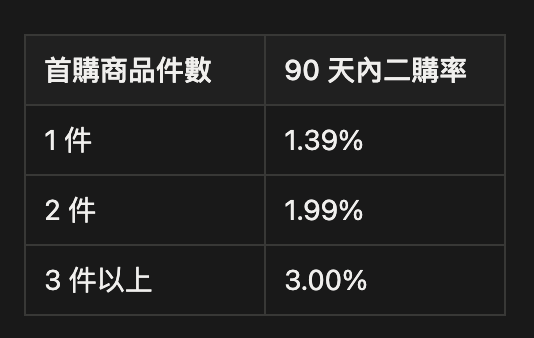 首購商品件數 90 天內二購率
1 件 1.39%
2 件 1.99%
3 件以上 3.00%